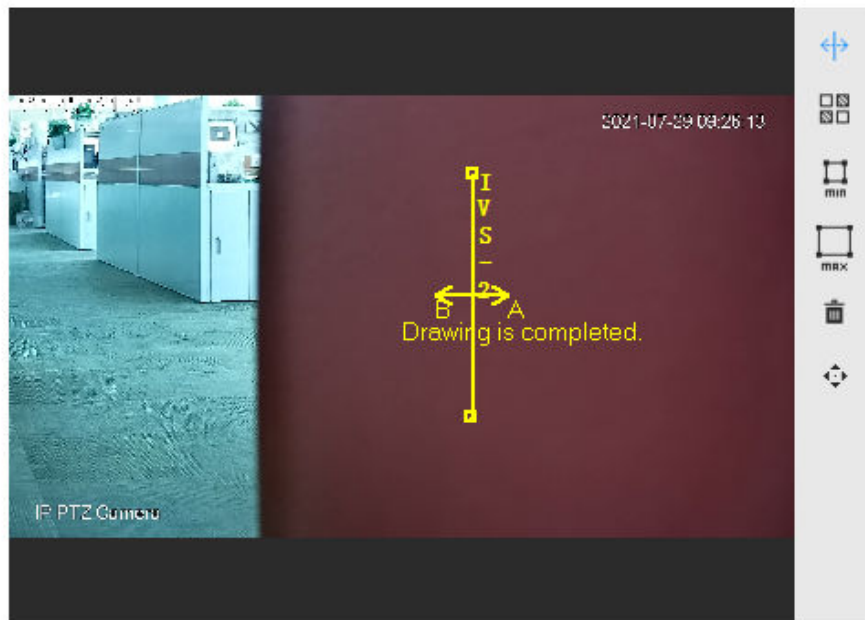 2021-07-29 09:26:13
I
V
S
-
2
B A
Drawing is completed.
IP PTZ Camera
min
max